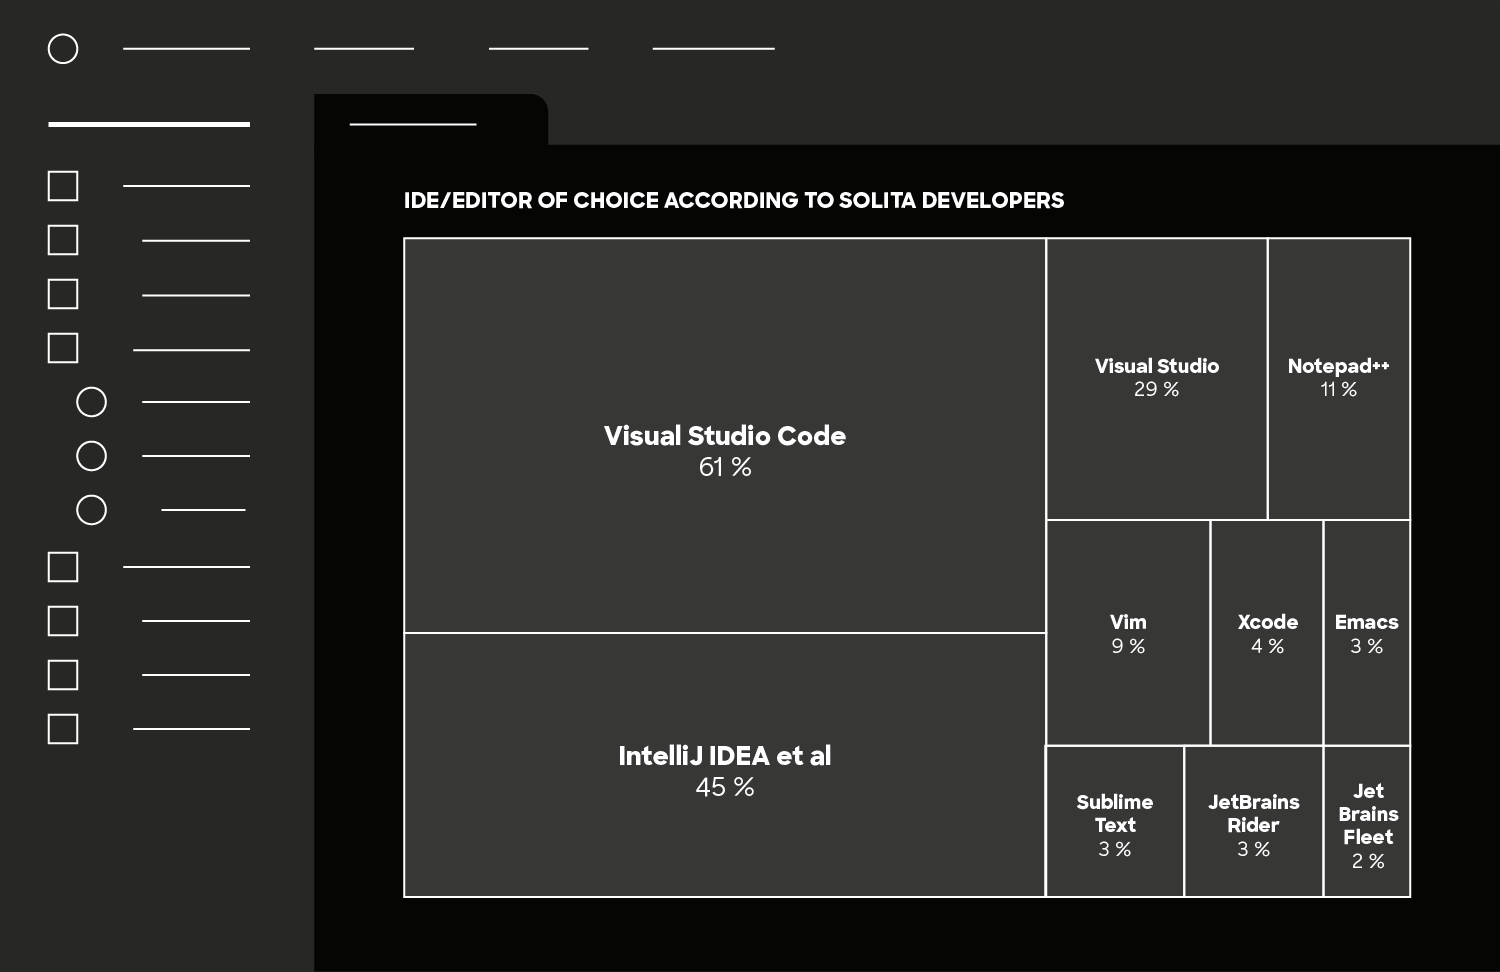 IDE/EDITOR OF CHOICE ACCORDING TO SOLITA DEVELOPERS
Visual Studio Code
61 %
IntelliJ IDEA et al
45 %
Visual Studio
29 %
Notepad++
11 %
Vim
9 %
Xcode
4 %
Emacs
3 %
Sublime
Text
3 %
JetBrains
Rider
3 %
Jet
Brains
Fleet
2 %